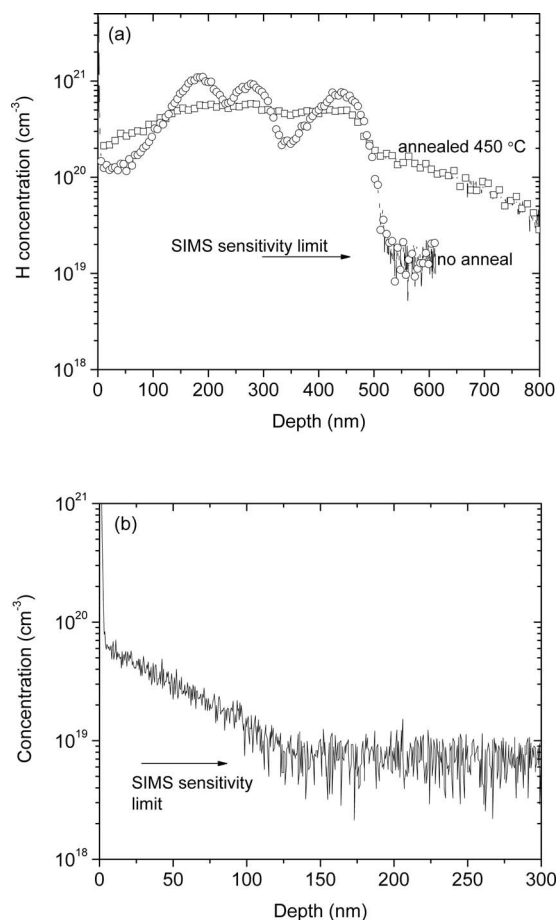 (a)
10²¹
10²⁰
10¹⁹
10¹⁸
H concentration (cm⁻³)
annealed 450 °C
SIMS sensitivity limit
no anneal
0 100 200 300 400 500 600 700 800
Depth (nm)
(b)
10²¹
10²⁰
10¹⁹
10¹⁸
Concentration (cm⁻³)
SIMS sensitivity
limit
0 50 100 150 200 250 300
Depth (nm)